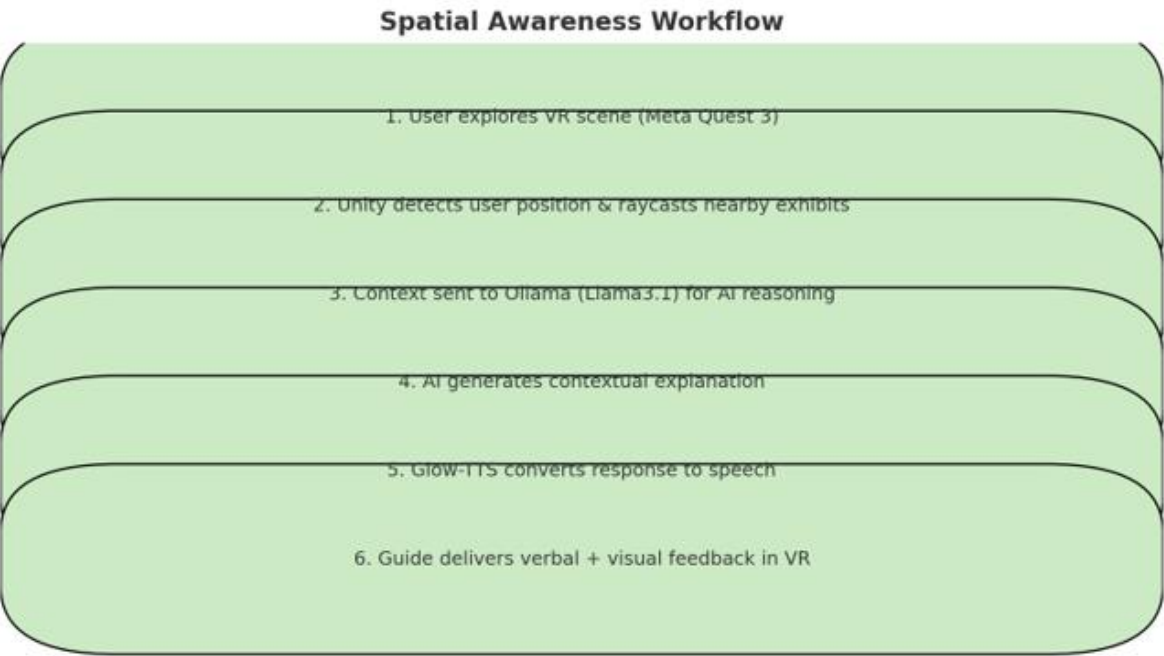 Spatial Awareness Workflow
1. User explores VR scene (Meta Quest 3)
2. Unity detects user position & raycasts nearby exhibits
3. Context sent to Ollama (Llama3.1) for AI reasoning
4. AI generates contextual explanation
5. Glow-TTS converts response to speech
6. Guide delivers verbal + visual feedback in VR